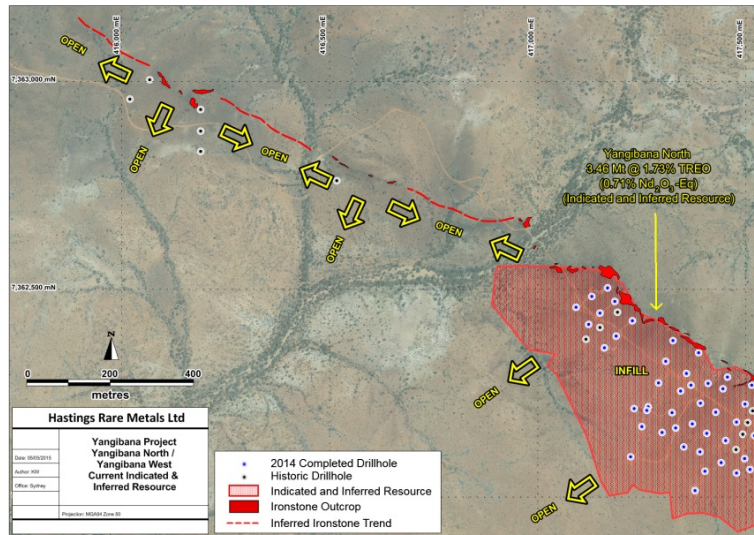 416,000 mE
416,500 mE
417,000 mE
417,500 mE
OPEN
7,363,000 mN
OPEN
OPEN
OPEN
OPEN
OPEN
Yangibana North
3.46 Mt @ 1.73% TREO
(0.71% Nd2O3-Eq)
(Indicated and Inferred Resource)
7,362,500 mN
N
INFILL
OPEN
OPEN
400 200 0 200 400
metres
Hastings Rare Metals Ltd
Yangibana Project
Yangibana North /
Yangibana West
Current Indicated &
Inferred Resource
Date: 05/05/2015
Author: KW
Office: Sydney
Projection: MGA94 Zone 50
2014 Completed Drillhole
Historic Drillhole
Indicated and Inferred Resource
Ironstone Outcrop
Inferred Ironstone Trend